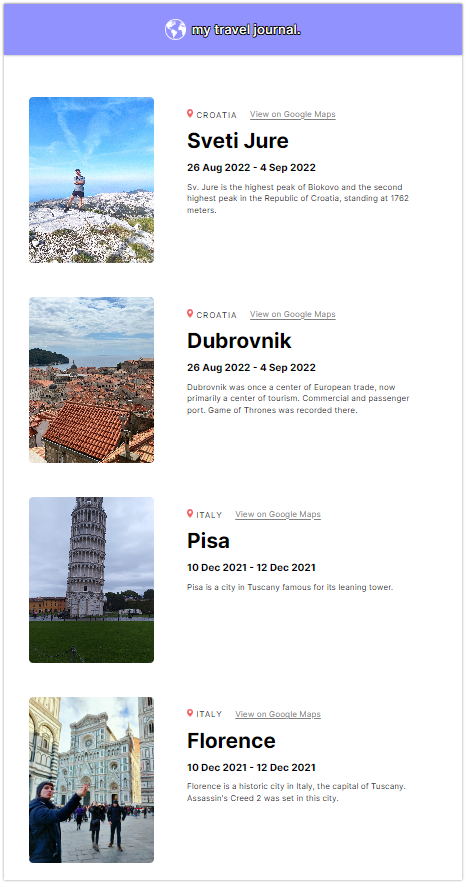 my travel journal.
CROATIA View on Google Maps
Sveti Jure
26 Aug 2022 - 4 Sep 2022
Sv. Jure is the highest peak of Biokovo and the second
highest peak in the Republic of Croatia, standing at 1762
meters.
CROATIA View on Google Maps
Dubrovnik
26 Aug 2022 - 4 Sep 2022
Dubrovnik was once a center of European trade, now
primarily a center of tourism. Commercial and passenger
port. Game of Thrones was recorded there.
ITALY View on Google Maps
Pisa
10 Dec 2021 - 12 Dec 2021
Pisa is a city in Tuscany famous for its leaning tower.
ITALY View on Google Maps
Florence
10 Dec 2021 - 12 Dec 2021
Florence is a historic city in Italy, the capital of Tuscany.
Assassin's Creed 2 was set in this city.